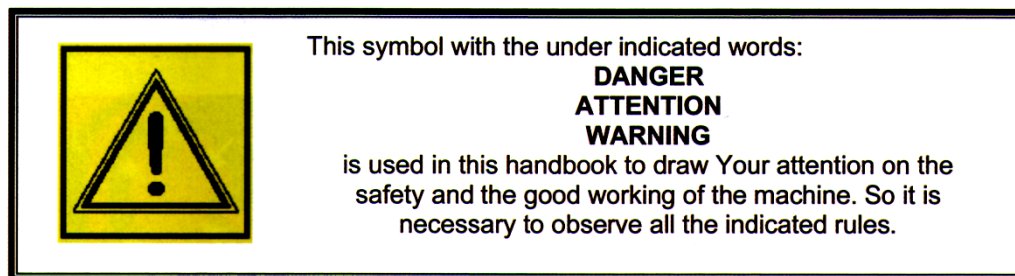 This symbol with the under indicated words:
DANGER
ATTENTION
WARNING
is used in this handbook to draw Your attention on the
safety and the good working of the machine. So it is
necessary to observe all the indicated rules.